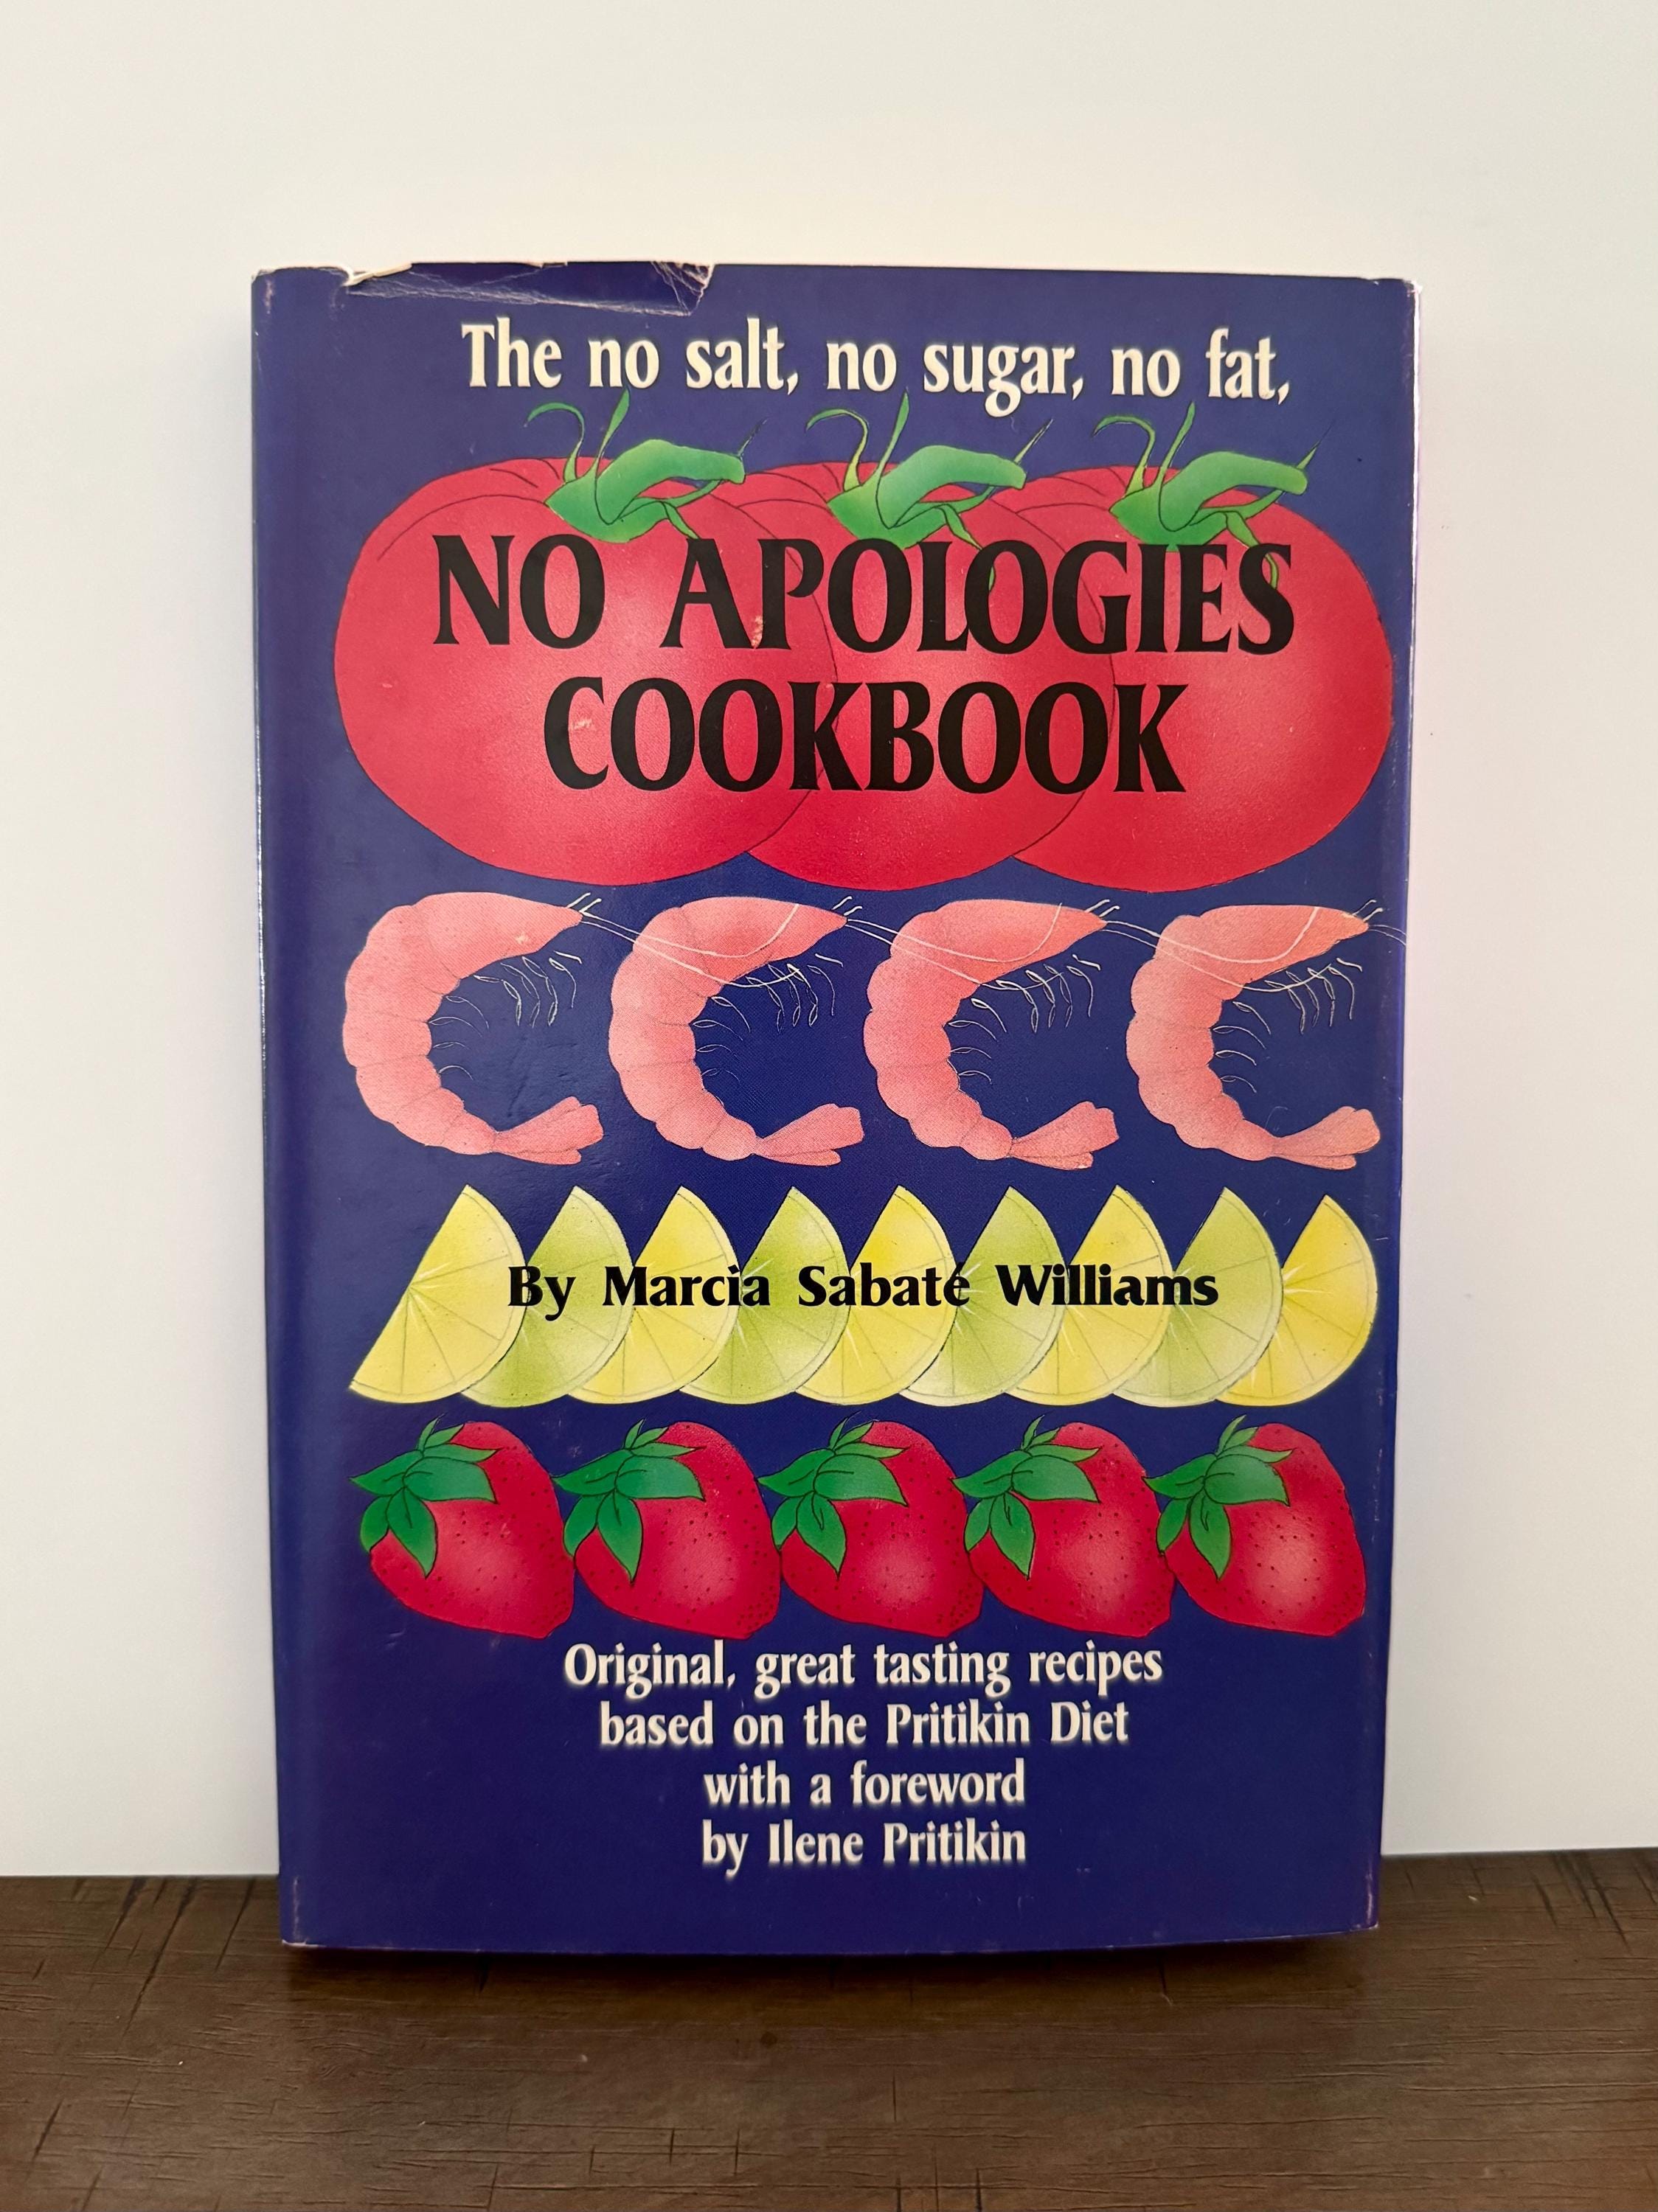 The no salt, no sugar, no fat,
NO APOLOGIES
COOKBOOK
By Marcia Sabaté Williams
Original, great tasting recipes
based on the Pritikin Diet
with a foreword
by Ilene Pritikin